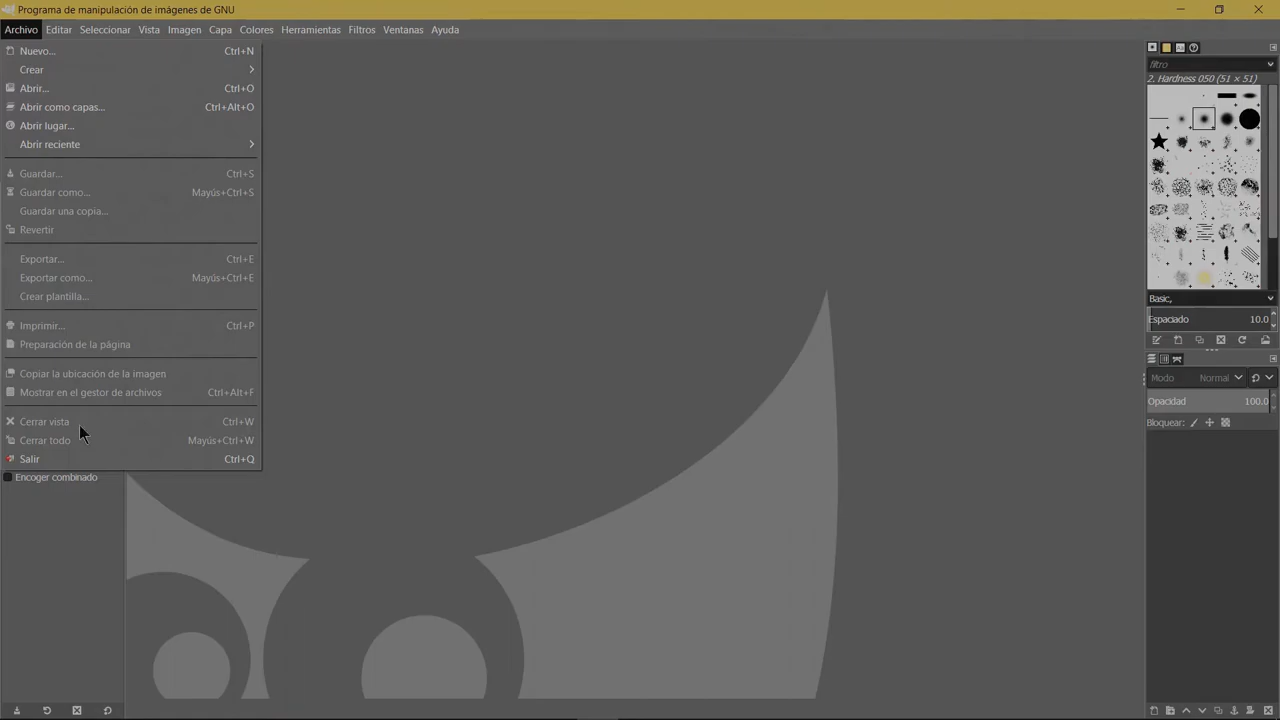 Programa de manipulación de imágenes de GNU
Archivo Editar Seleccionar Vista Imagen Capa Colores Herramientas Filtros Ventanas Ayuda
Nuevo... Ctrl+N
Crear
Abrir... Ctrl+O
Abrir como capas... Ctrl+Alt+O
Abrir lugar...
Abrir reciente
Guardar... Ctrl+S
Guardar como... Mayús+Ctrl+S
Guardar una copia...
Revertir
Exportar... Ctrl+E
Exportar como... Mayús+Ctrl+E
Crear plantilla...
Imprimir... Ctrl+P
Preparación de la página
Copiar la ubicación de la imagen
Mostrar en el gestor de archivos Ctrl+Alt+F
Cerrar vista Ctrl+W
Cerrar todo Mayús+Ctrl+W
Salir Ctrl+Q
Encoger combinado
filtro
2. Hardness 050 (51 × 51)
Basic,
Espaciado 10.0
Modo Normal
Opacidad 100.0
Bloquear: